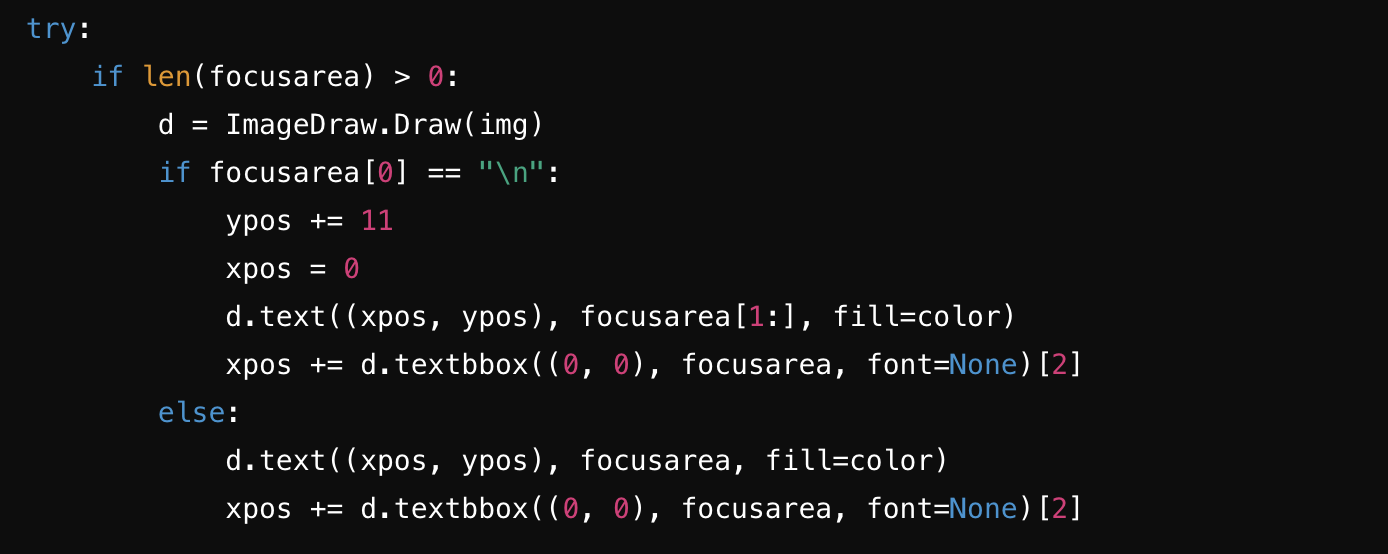 try:
    if len(focusarea) > 0:
        d = ImageDraw.Draw(img)
        if focusarea[0] == "\n":
            ypos += 11
            xpos = 0
            d.text((xpos, ypos), focusarea[1:], fill=color)
            xpos += d.textbbox((0, 0), focusarea, font=None)[2]
        else:
            d.text((xpos, ypos), focusarea, fill=color)
            xpos += d.textbbox((0, 0), focusarea, font=None)[2]